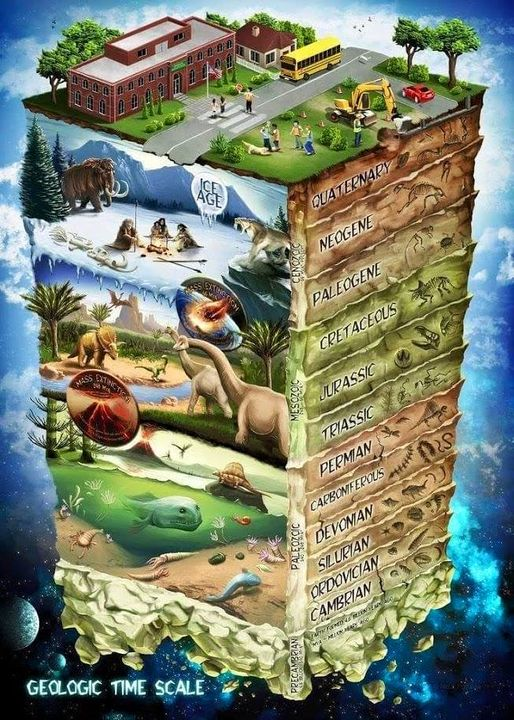 ICE
AGE
QUATERNARY
NEOGENE
PALEOGENE
CENOZOIC
MASS EXTINCTION
CRETACEOUS
JURASSIC
TRIASSIC
MESOZOIC
MASS EXTINCTION
PERMIAN
CARBONIFEROUS
DEVONIAN
SILURIAN
ORDOVICIAN
CAMBRIAN
PALEOZOIC
PRECAMBRIAN
GEOLOGIC TIME SCALE